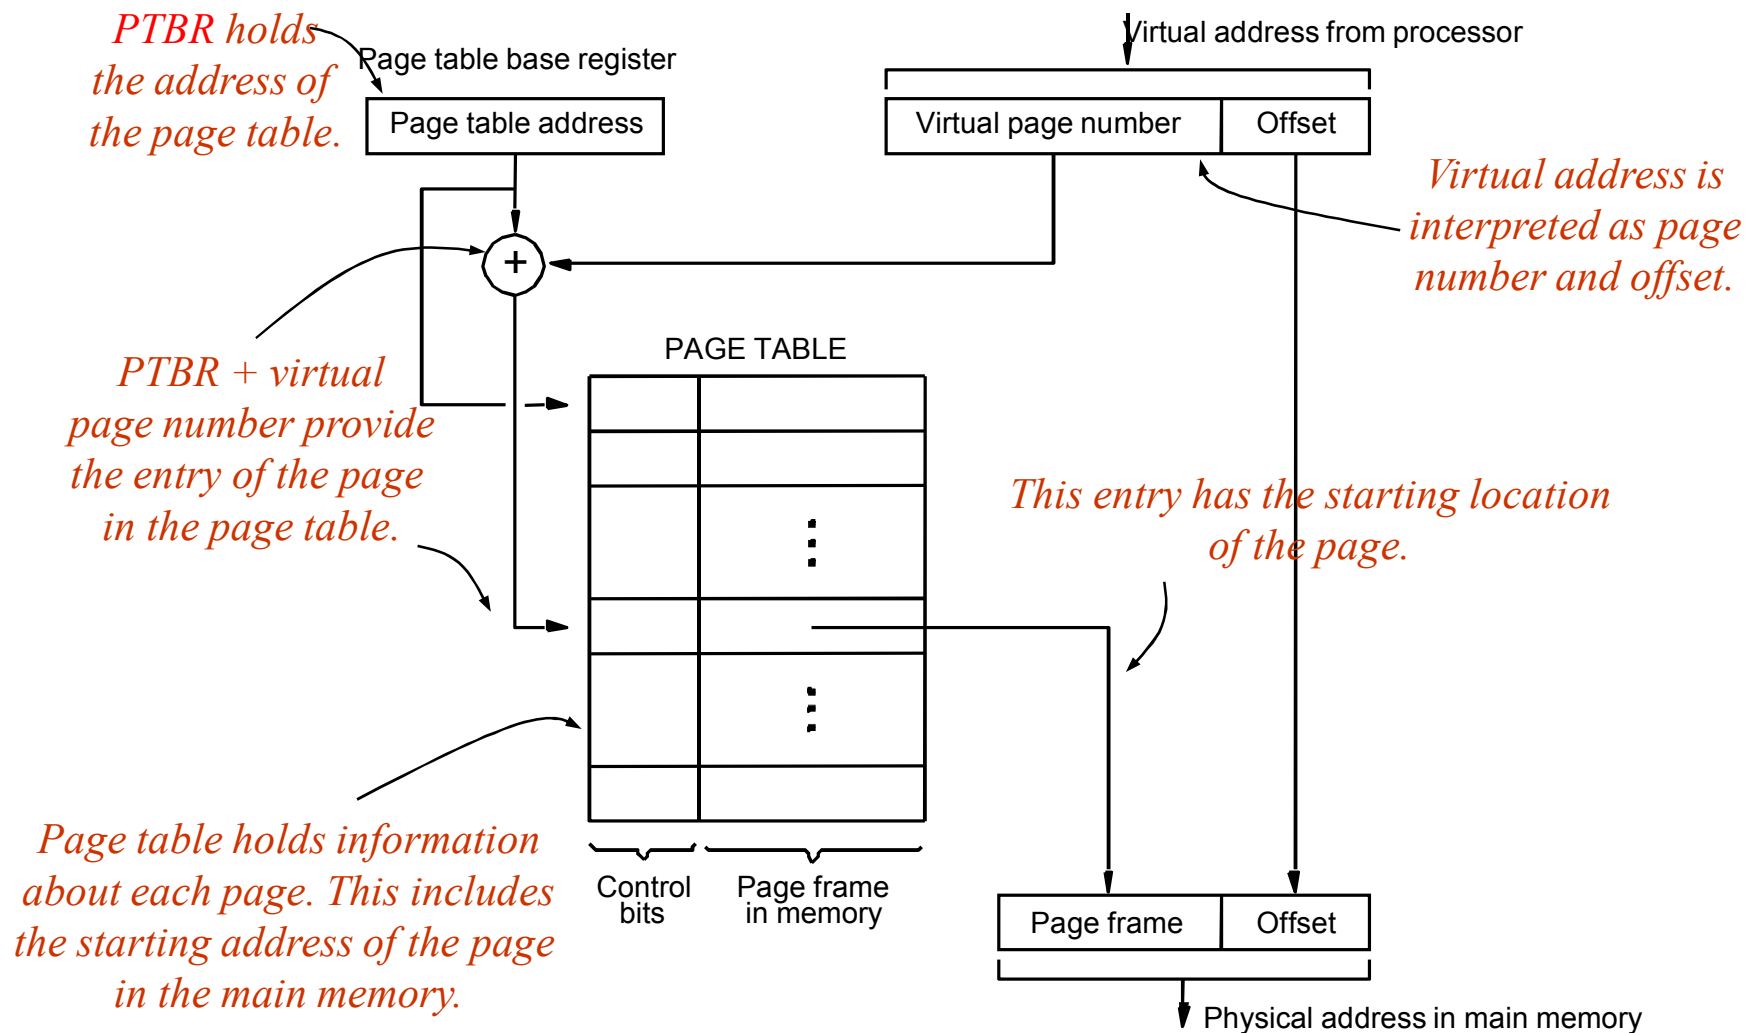 PTBR holds
the address of
the page table.
Page table base register
Page table address
Virtual address from processor
Virtual page number
Offset
Virtual address is
interpreted as page
number and offset.
+
PTBR + virtual
page number provide
the entry of the page
in the page table.
PAGE TABLE
This entry has the starting location
of the page.
Page table holds information
about each page. This includes
the starting address of the page
in the main memory.
Control
bits
Page frame
in memory
Page frame
Offset
Physical address in main memory